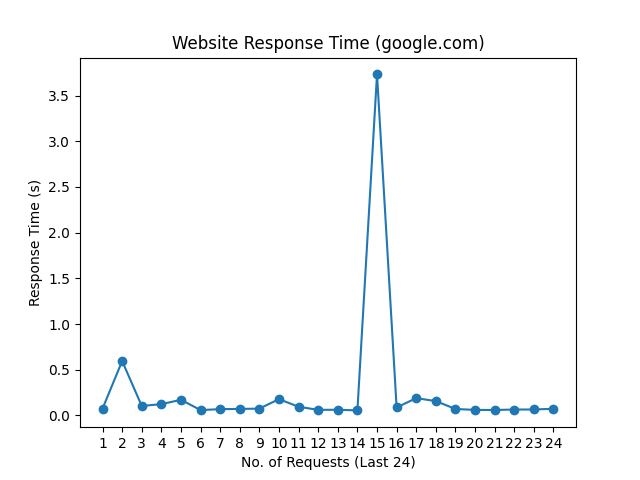 Website Response Time (google.com)
Response Time (s)
3.5
3.0
2.5
2.0
1.5
1.0
0.5
0.0
1 2 3 4 5 6 7 8 9 10 11 12 13 14 15 16 17 18 19 20 21 22 23 24
No. of Requests (Last 24)